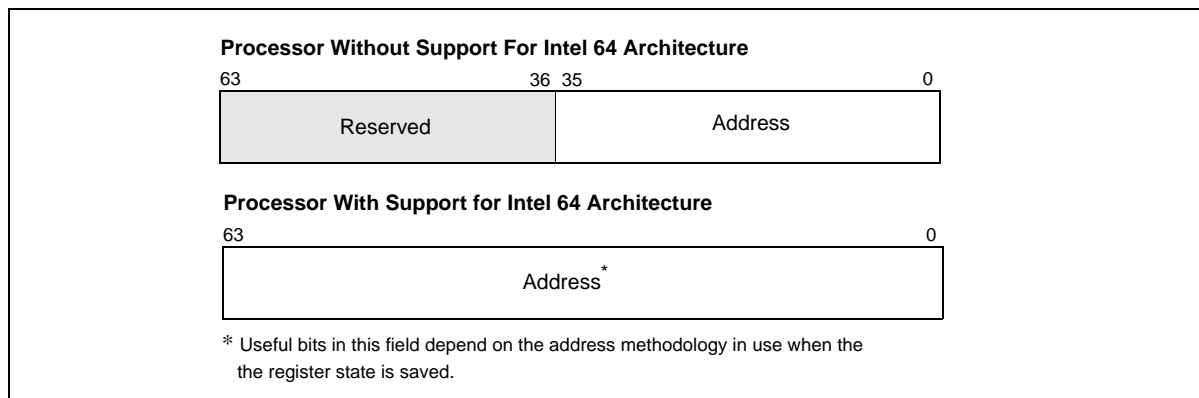 Processor Without Support For Intel 64 Architecture
63 36 35 0
Reserved Address
Processor With Support for Intel 64 Architecture
63 0
Address*
* Useful bits in this field depend on the address methodology in use when the
the register state is saved.